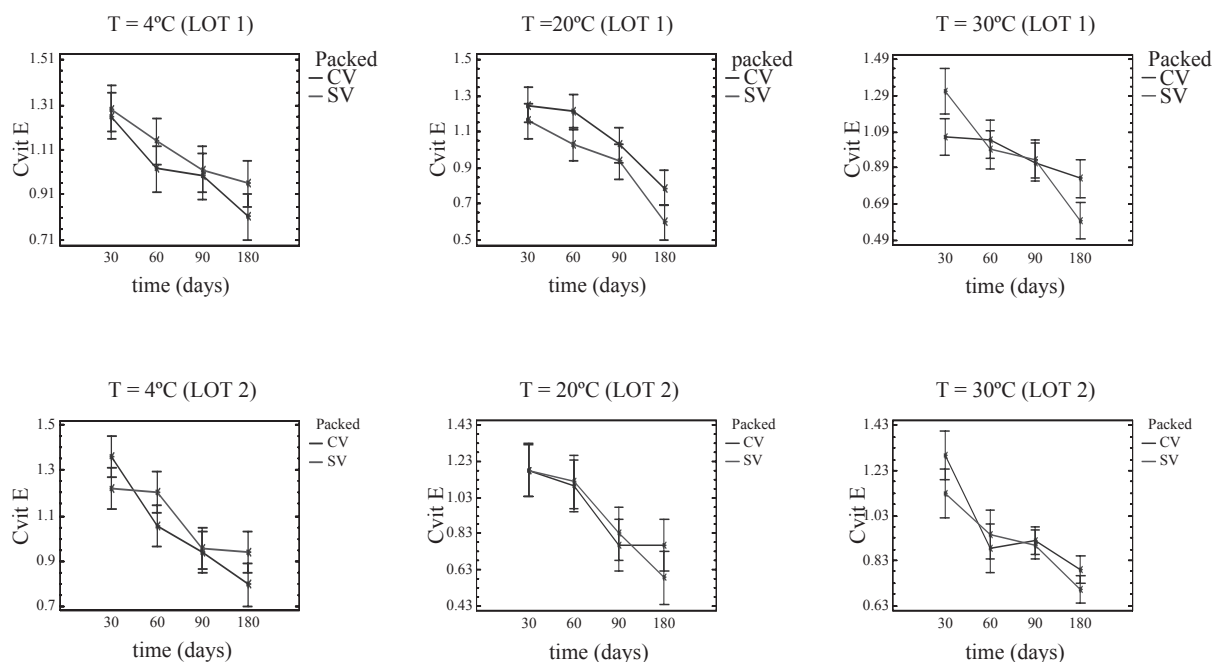 T = 4ºC (LOT 1)
Packed
CV
SV
1.51
1.31
1.11
0.91
0.71
Cvit E
30 60 90 180
time (days)
T =20ºC (LOT 1)
packed
CV
SV
1.5
1.3
1.1
0.9
0.7
0.5
Cvit E
30 60 90 180
time (days)
T = 30ºC (LOT 1)
Packed
CV
SV
1.49
1.29
1.09
0.89
0.69
0.49
Cvit E
30 60 90 180
time (days)
T = 4ºC (LOT 2)
Packed
CV
SV
1.5
1.3
1.1
0.9
0.7
Cvit E
30 60 90 180
time (days)
T = 20ºC (LOT 2)
Packed
CV
SV
1.43
1.23
1.03
0.83
0.63
0.43
Cvit E
30 60 90 180
time (days)
T = 30ºC (LOT 2)
Packed
CV
SV
1.43
1.23
1.03
0.83
0.63
Cvit E
30 60 90 180
time (days)